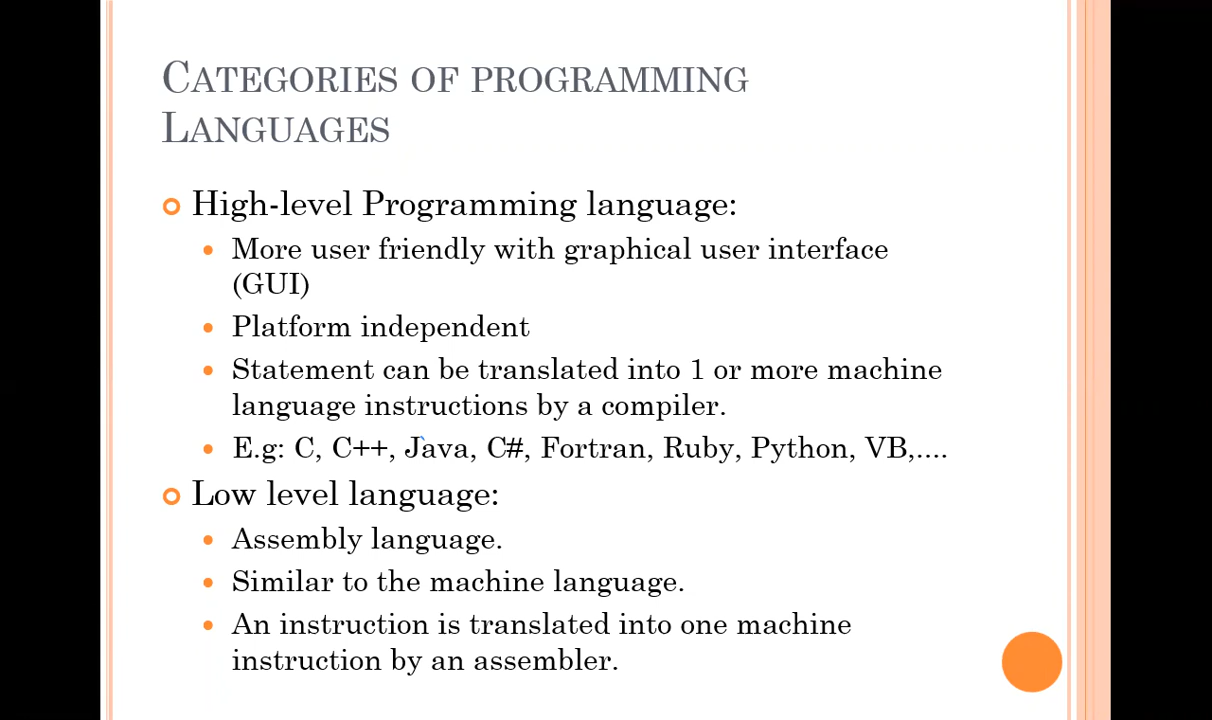 CATEGORIES OF PROGRAMMING
LANGUAGES
High-level Programming language:
More user friendly with graphical user interface
(GUI)
Platform independent
Statement can be translated into 1 or more machine
language instructions by a compiler.
E.g: C, C++, Java, C#, Fortran, Ruby, Python, VB,....
Low level language:
Assembly language.
Similar to the machine language.
An instruction is translated into one machine
instruction by an assembler.